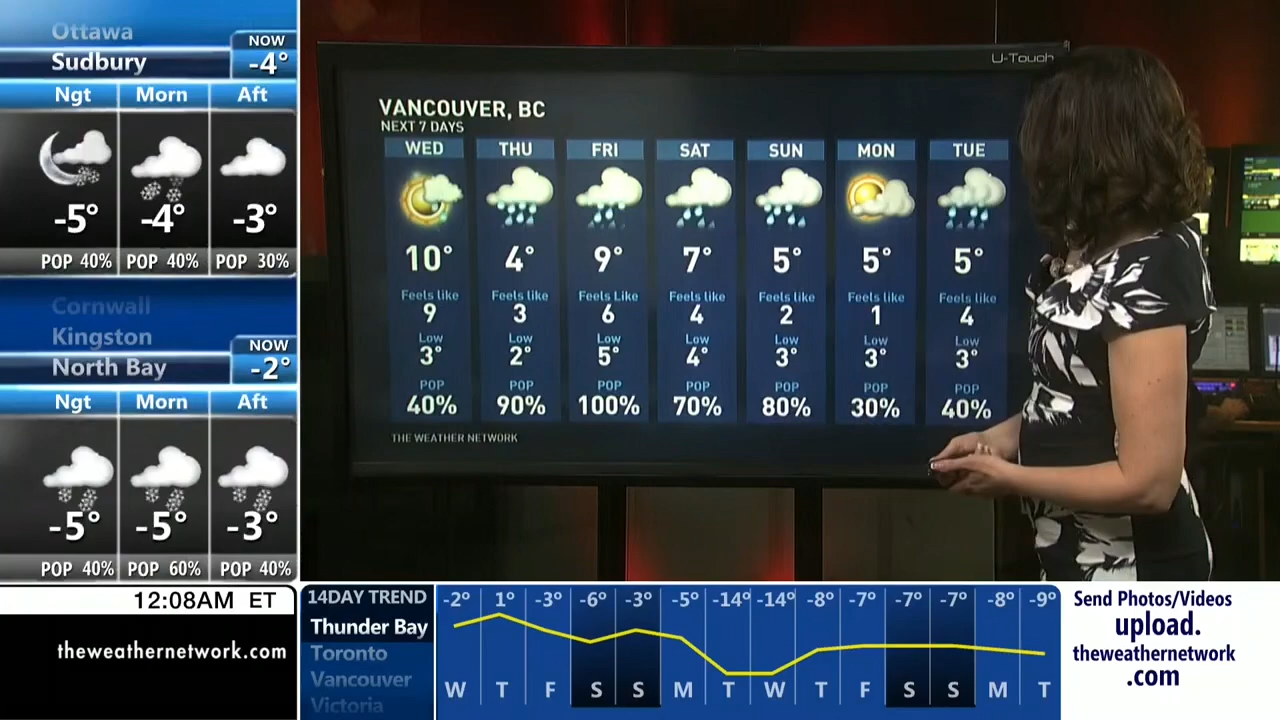 Ottawa
Sudbury
NOW
-4°
Ngt Morn Aft
-5° -4° -3°
POP 40% POP 40% POP 30%
Cornwall
Kingston
North Bay
NOW
-2°
Ngt Morn Aft
-5° -5° -3°
POP 40% POP 60% POP 40%
12:08AM ET
theweathernetwork.com
U-Touch
VANCOUVER, BC
NEXT 7 DAYS
WED THU FRI SAT SUN MON TUE
10° 4° 9° 7° 5° 5° 5°
Feels like Feels like Feels Like Feels like Feels like Feels like Feels like
9 3 6 4 2 1 4
Low Low Low Low Low Low Low
3° 2° 5° 4° 3° 3° 3°
POP POP POP POP POP POP POP
40% 90% 100% 70% 80% 30% 40%
THE WEATHER NETWORK
14DAY TREND
Thunder Bay
Toronto
Vancouver
Victoria
-2° 1° -3° -6° -3° -5° -14° -14° -8° -7° -7° -7° -8° -9°
W T F S S M T W T F S S M T
Send Photos/Videos
upload.
theweathernetwork
.com